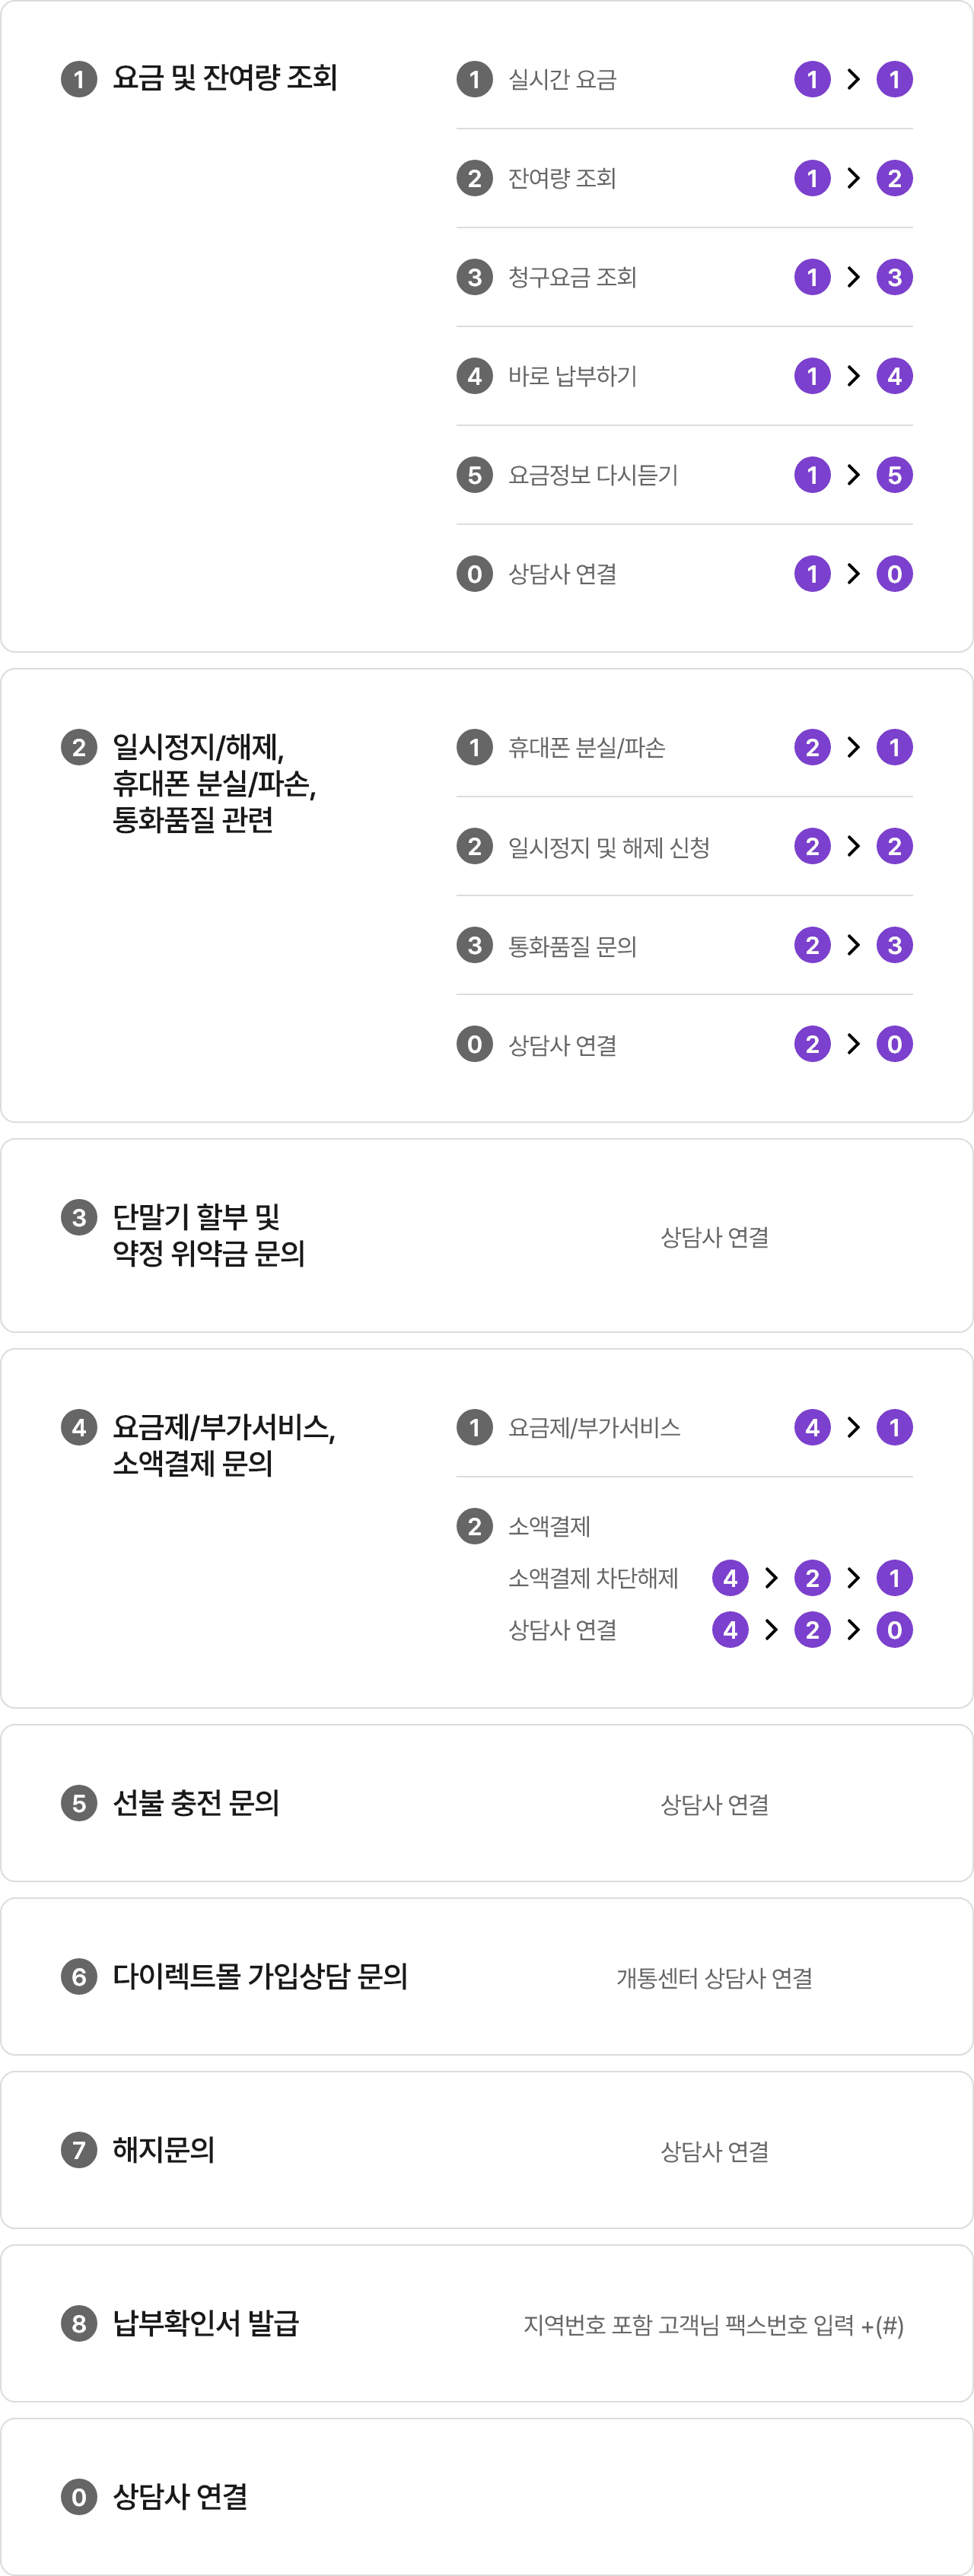 1 요금 및 잔여량 조회
1 실시간 요금 1 > 1
2 잔여량 조회 1 > 2
3 청구요금 조회 1 > 3
4 바로 납부하기 1 > 4
5 요금정보 다시듣기 1 > 5
0 상담사 연결 1 > 0
2 일시정지/해제,
휴대폰 분실/파손,
통화품질 관련
1 휴대폰 분실/파손 2 > 1
2 일시정지 및 해제 신청 2 > 2
3 통화품질 문의 2 > 3
0 상담사 연결 2 > 0
3 단말기 할부 및
약정 위약금 문의
상담사 연결
4 요금제/부가서비스,
소액결제 문의
1 요금제/부가서비스 4 > 1
2 소액결제
소액결제 차단해제 4 > 2 > 1
상담사 연결 4 > 2 > 0
5 선불 충전 문의
상담사 연결
6 다이렉트몰 가입상담 문의
개통센터 상담사 연결
7 해지문의
상담사 연결
8 납부확인서 발급
지역번호 포함 고객님 팩스번호 입력 +(#)
0 상담사 연결